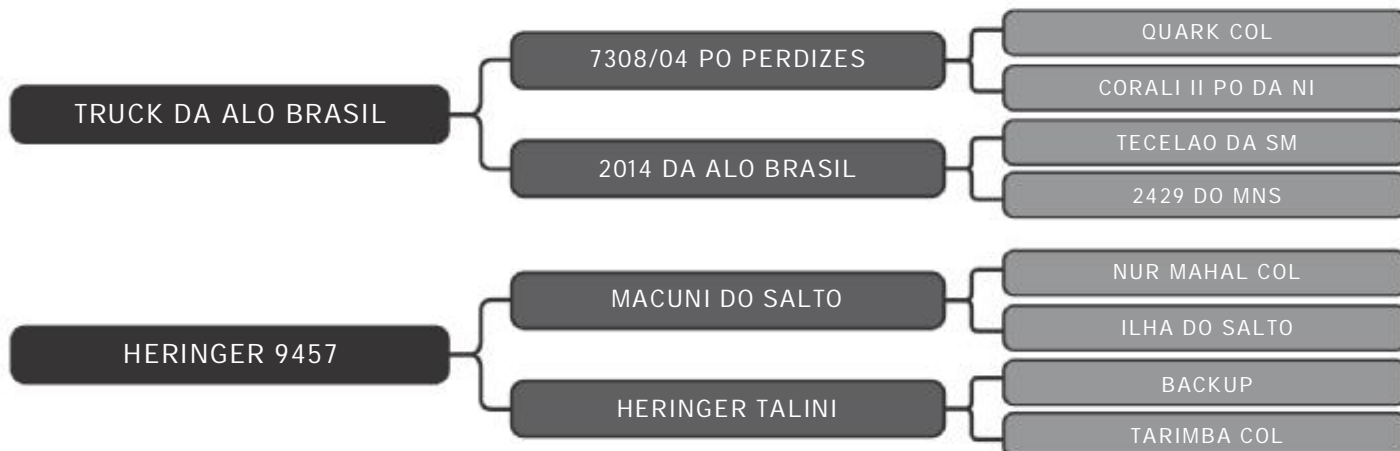 QUARK COL
7308/04 PO PERDIZES
CORALI II PO DA NI
TRUCK DA ALO BRASIL
TECELAO DA SM
2014 DA ALO BRASIL
2429 DO MNS
NUR MAHAL COL
MACUNI DO SALTO
ILHA DO SALTO
HERINGER 9457
BACKUP
HERINGER TALINI
TARIMBA COL